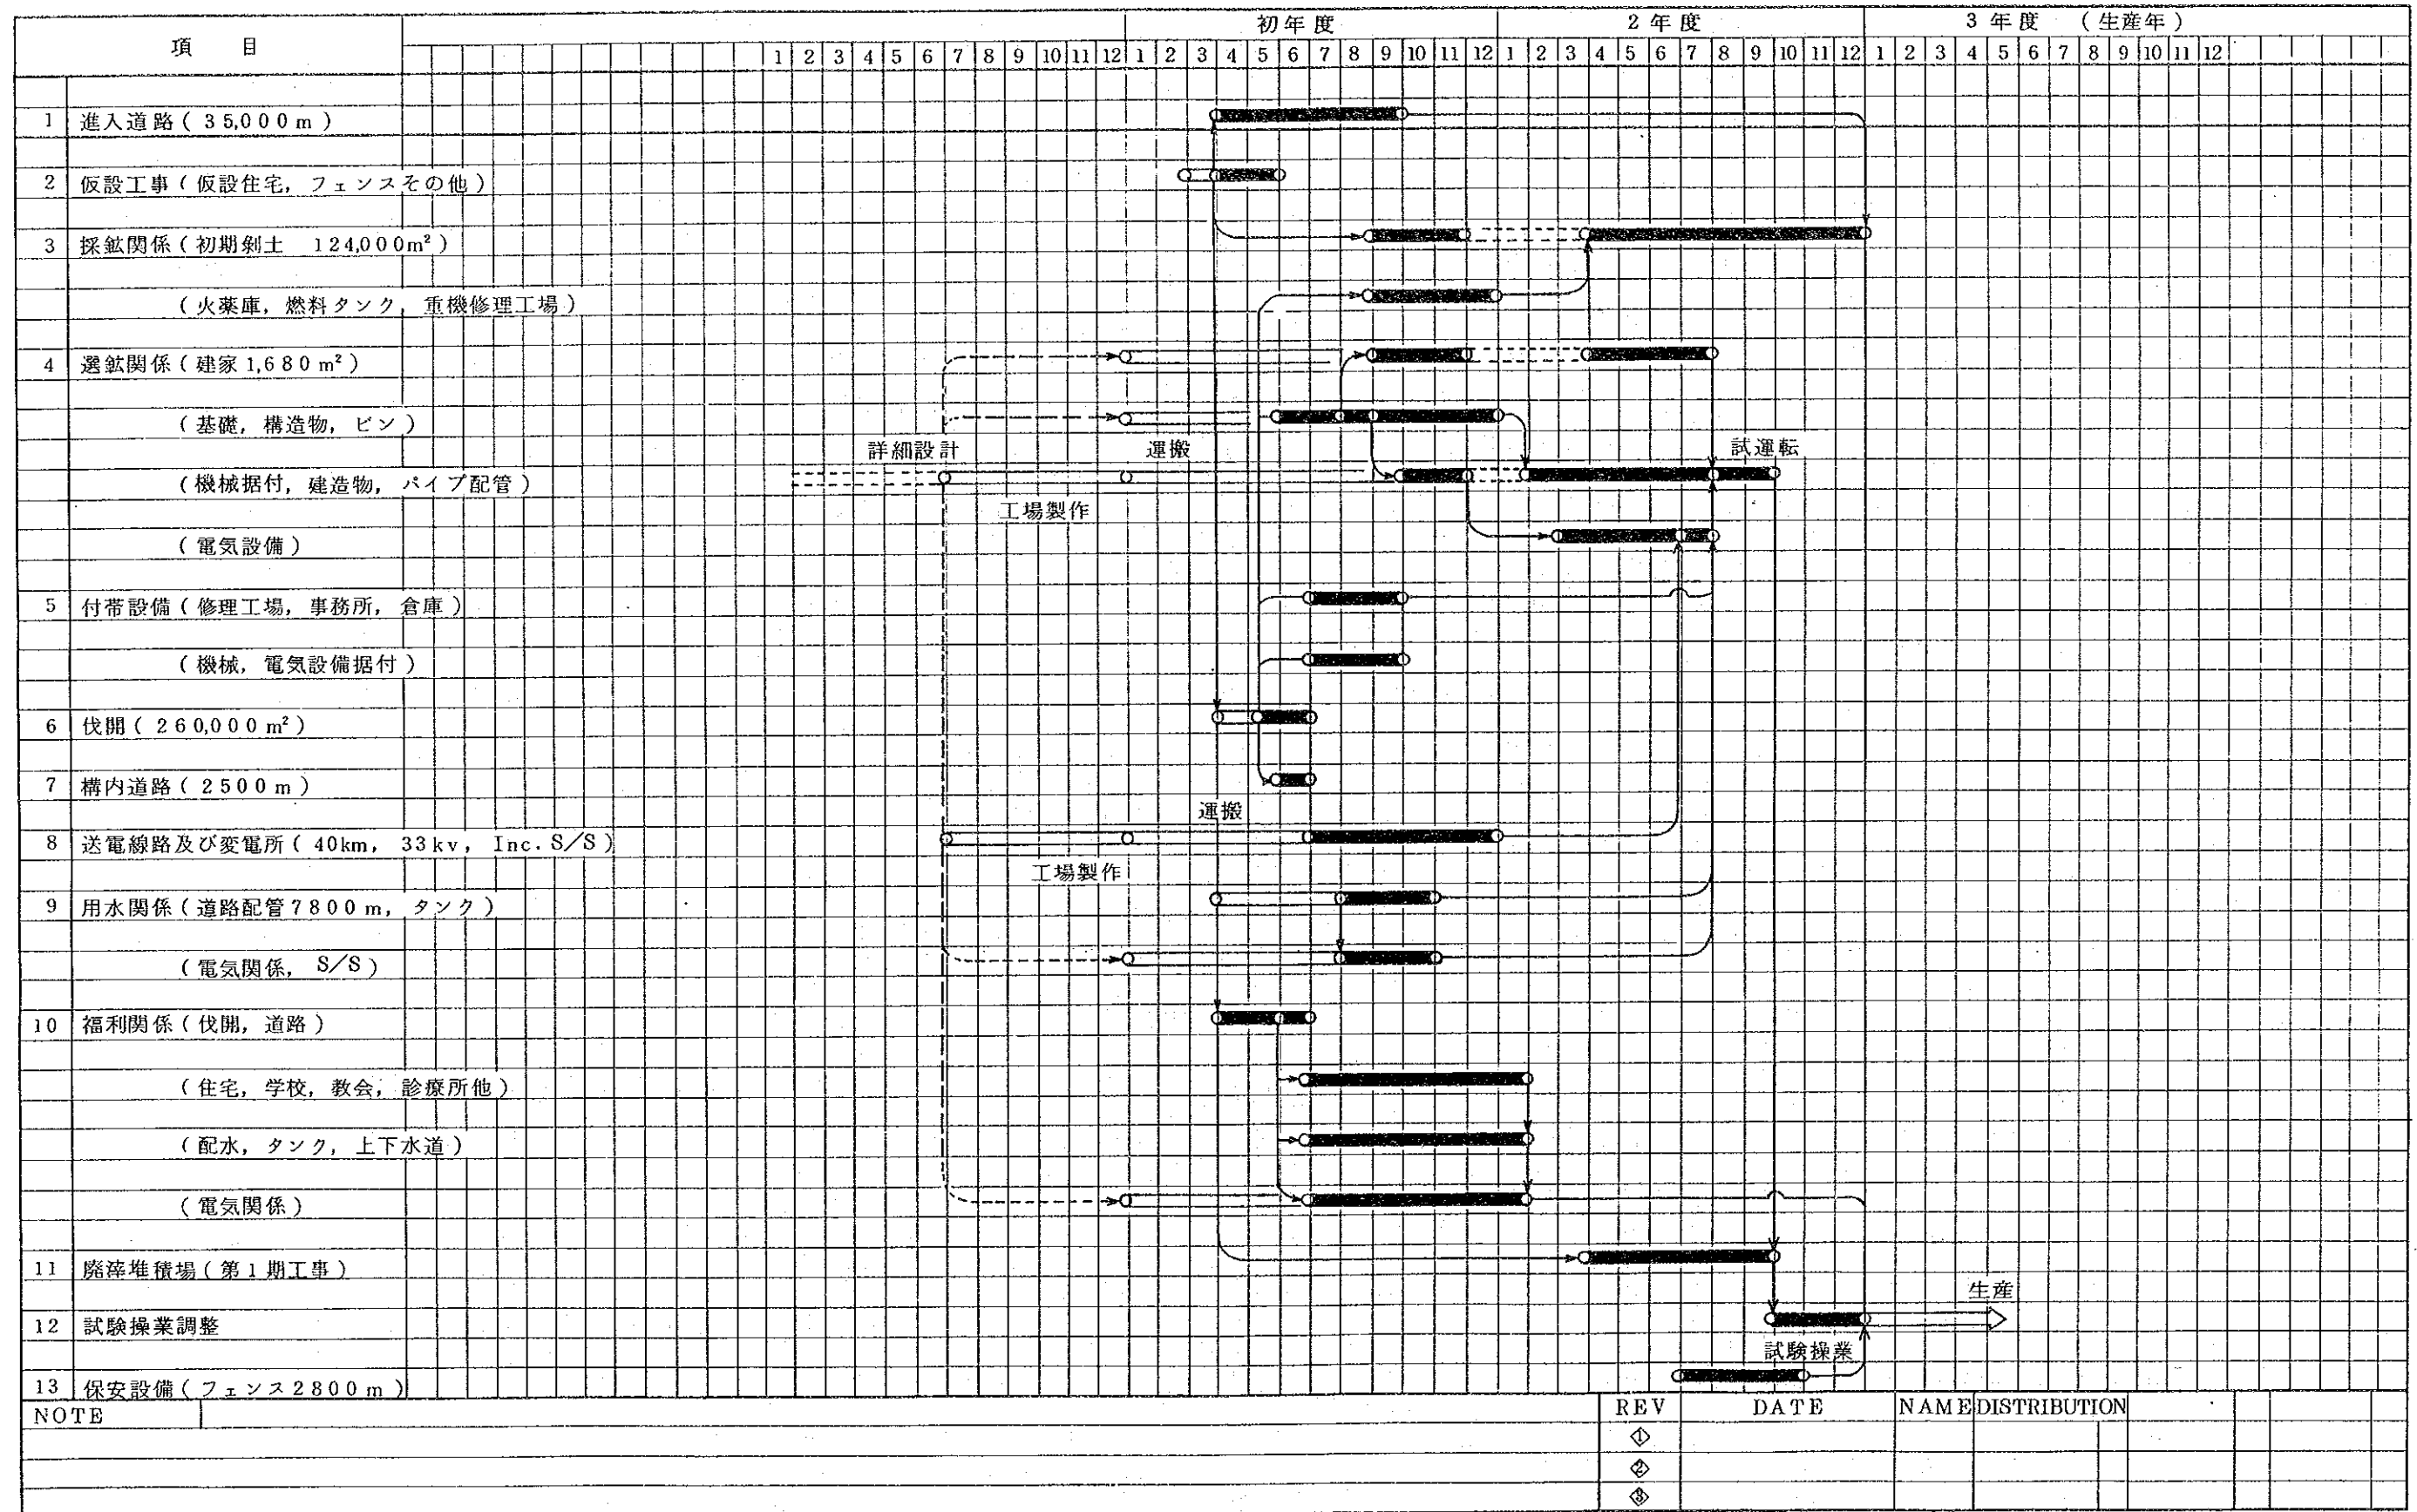 初年度 2年度 3年度 (生産年)
項目
1 2 3 4 5 6 7 8 9 10 11 12 1 2 3 4 5 6 7 8 9 10 11 12 1 2 3 4 5 6 7 8 9 10 11 12 1 2 3 4 5 6 7 8 9 10 11 12
1 進入道路(35,000m)
2 仮設工事(仮設住宅,フェンスその他)
3 採鉱関係(初期剝土 124,000m²)
(火薬庫,燃料タンク,重機修理工場)
4 選鉱関係(建家1,680m²)
(基礎,構造物,ビン)
詳細設計 運搬 試運転
(機械据付,建造物,パイプ配管)
工場製作
(電気設備)
5 付帯設備(修理工場,事務所,倉庫)
(機械,電気設備据付)
6 伐開(260,000m²)
7 構内道路(2500m)
運搬
8 送電線路及び変電所(40km, 33kv, Inc. S/S)
工場製作
9 用水関係(道路配管7800m,タンク)
(電気関係, S/S)
10 福利関係(伐開,道路)
(住宅,学校,教会,診療所他)
(配水,タンク,上下水道)
(電気関係)
11 廃滓堆積場(第1期工事)
生産
12 試験操業調整
試験操業
13 保安設備(フェンス2800m)
NOTE REV DATE NAME DISTRIBUTION
1
2
3